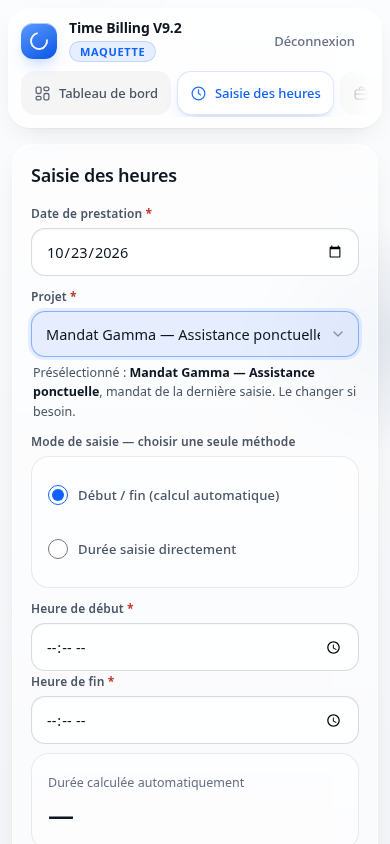 Time Billing V9.2
MAQUETTE
Déconnexion
Tableau de bord
Saisie des heures
Saisie des heures
Date de prestation *
10/23/2026
Projet *
Mandat Gamma — Assistance ponctuelle
Présélectionné : Mandat Gamma — Assistance
ponctuelle, mandat de la dernière saisie. Le changer si
besoin.
Mode de saisie — choisir une seule méthode
Début / fin (calcul automatique)
Durée saisie directement
Heure de début *
--:-- --
Heure de fin *
--:-- --
Durée calculée automatiquement
—